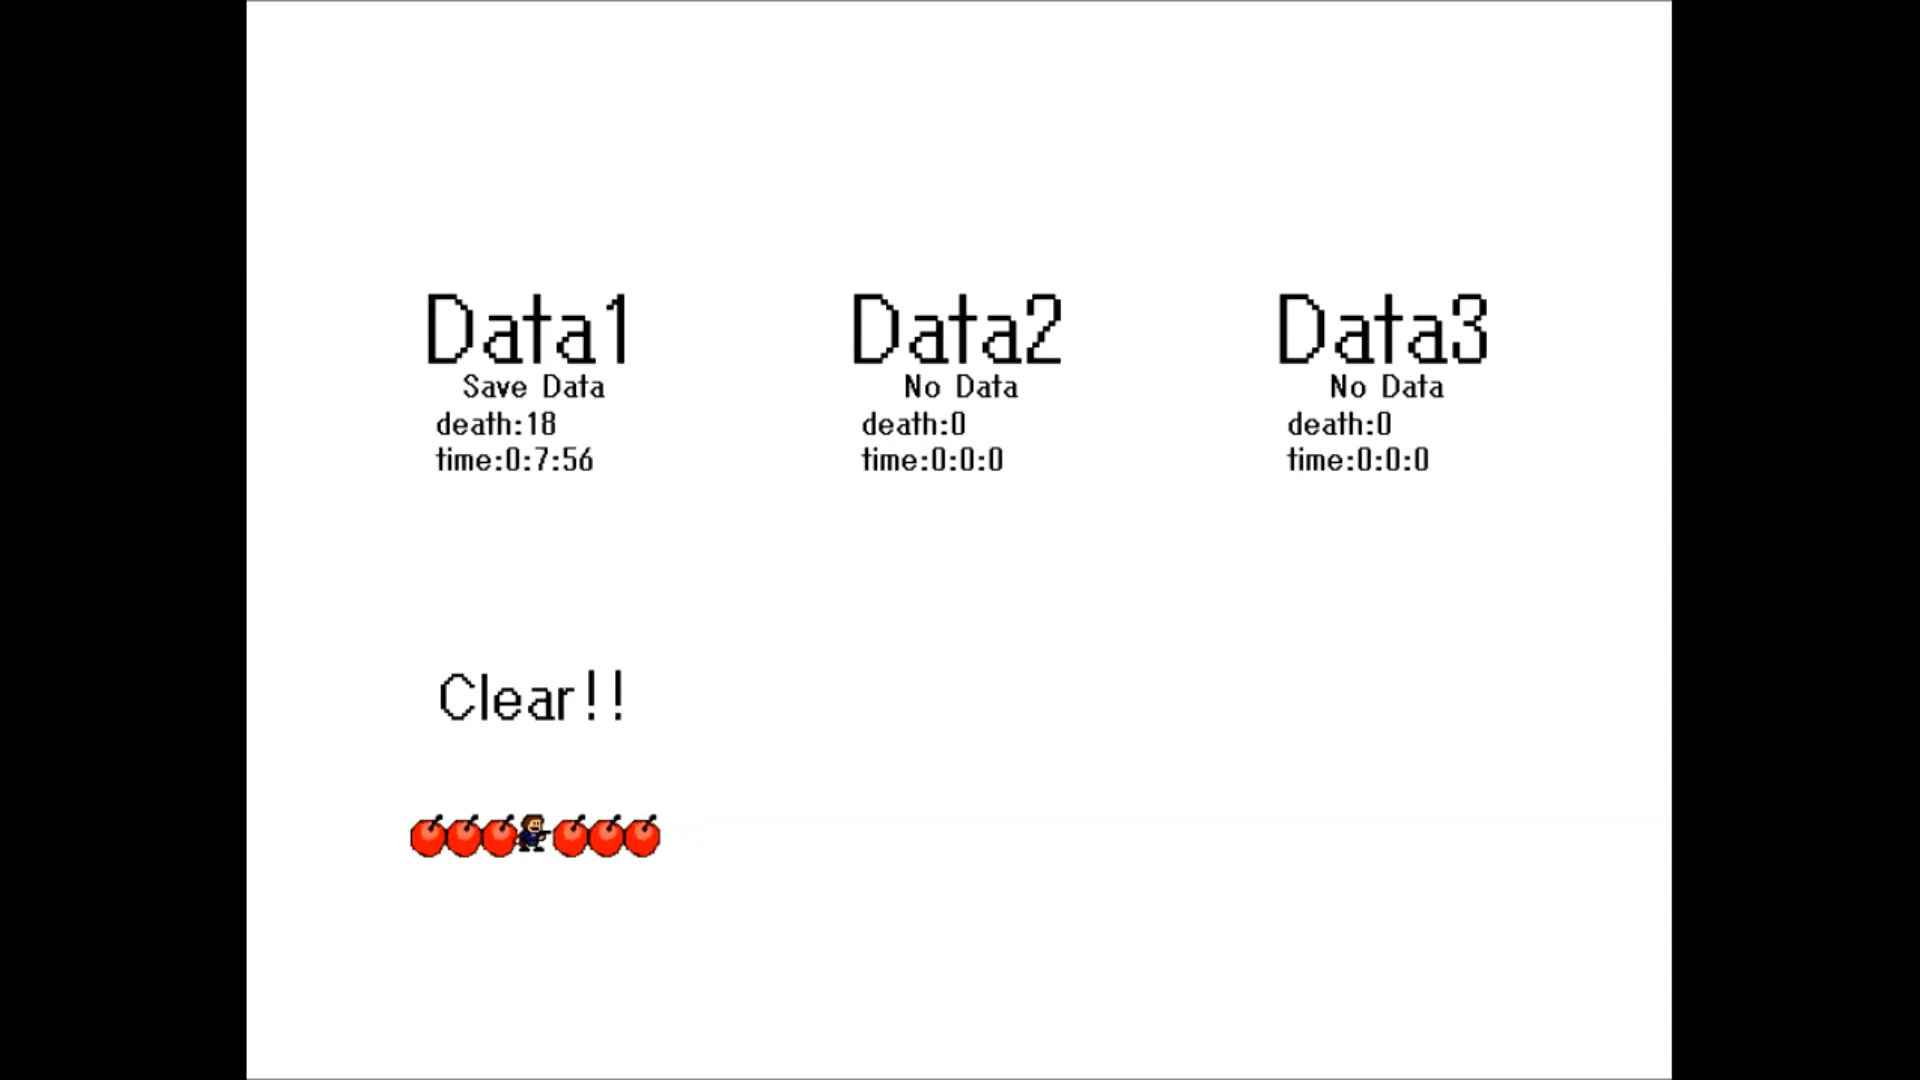 Data1
Save Data
death:18
time:0:7:56
Data2
No Data
death:0
time:0:0:0
Data3
No Data
death:0
time:0:0:0
Clear!!